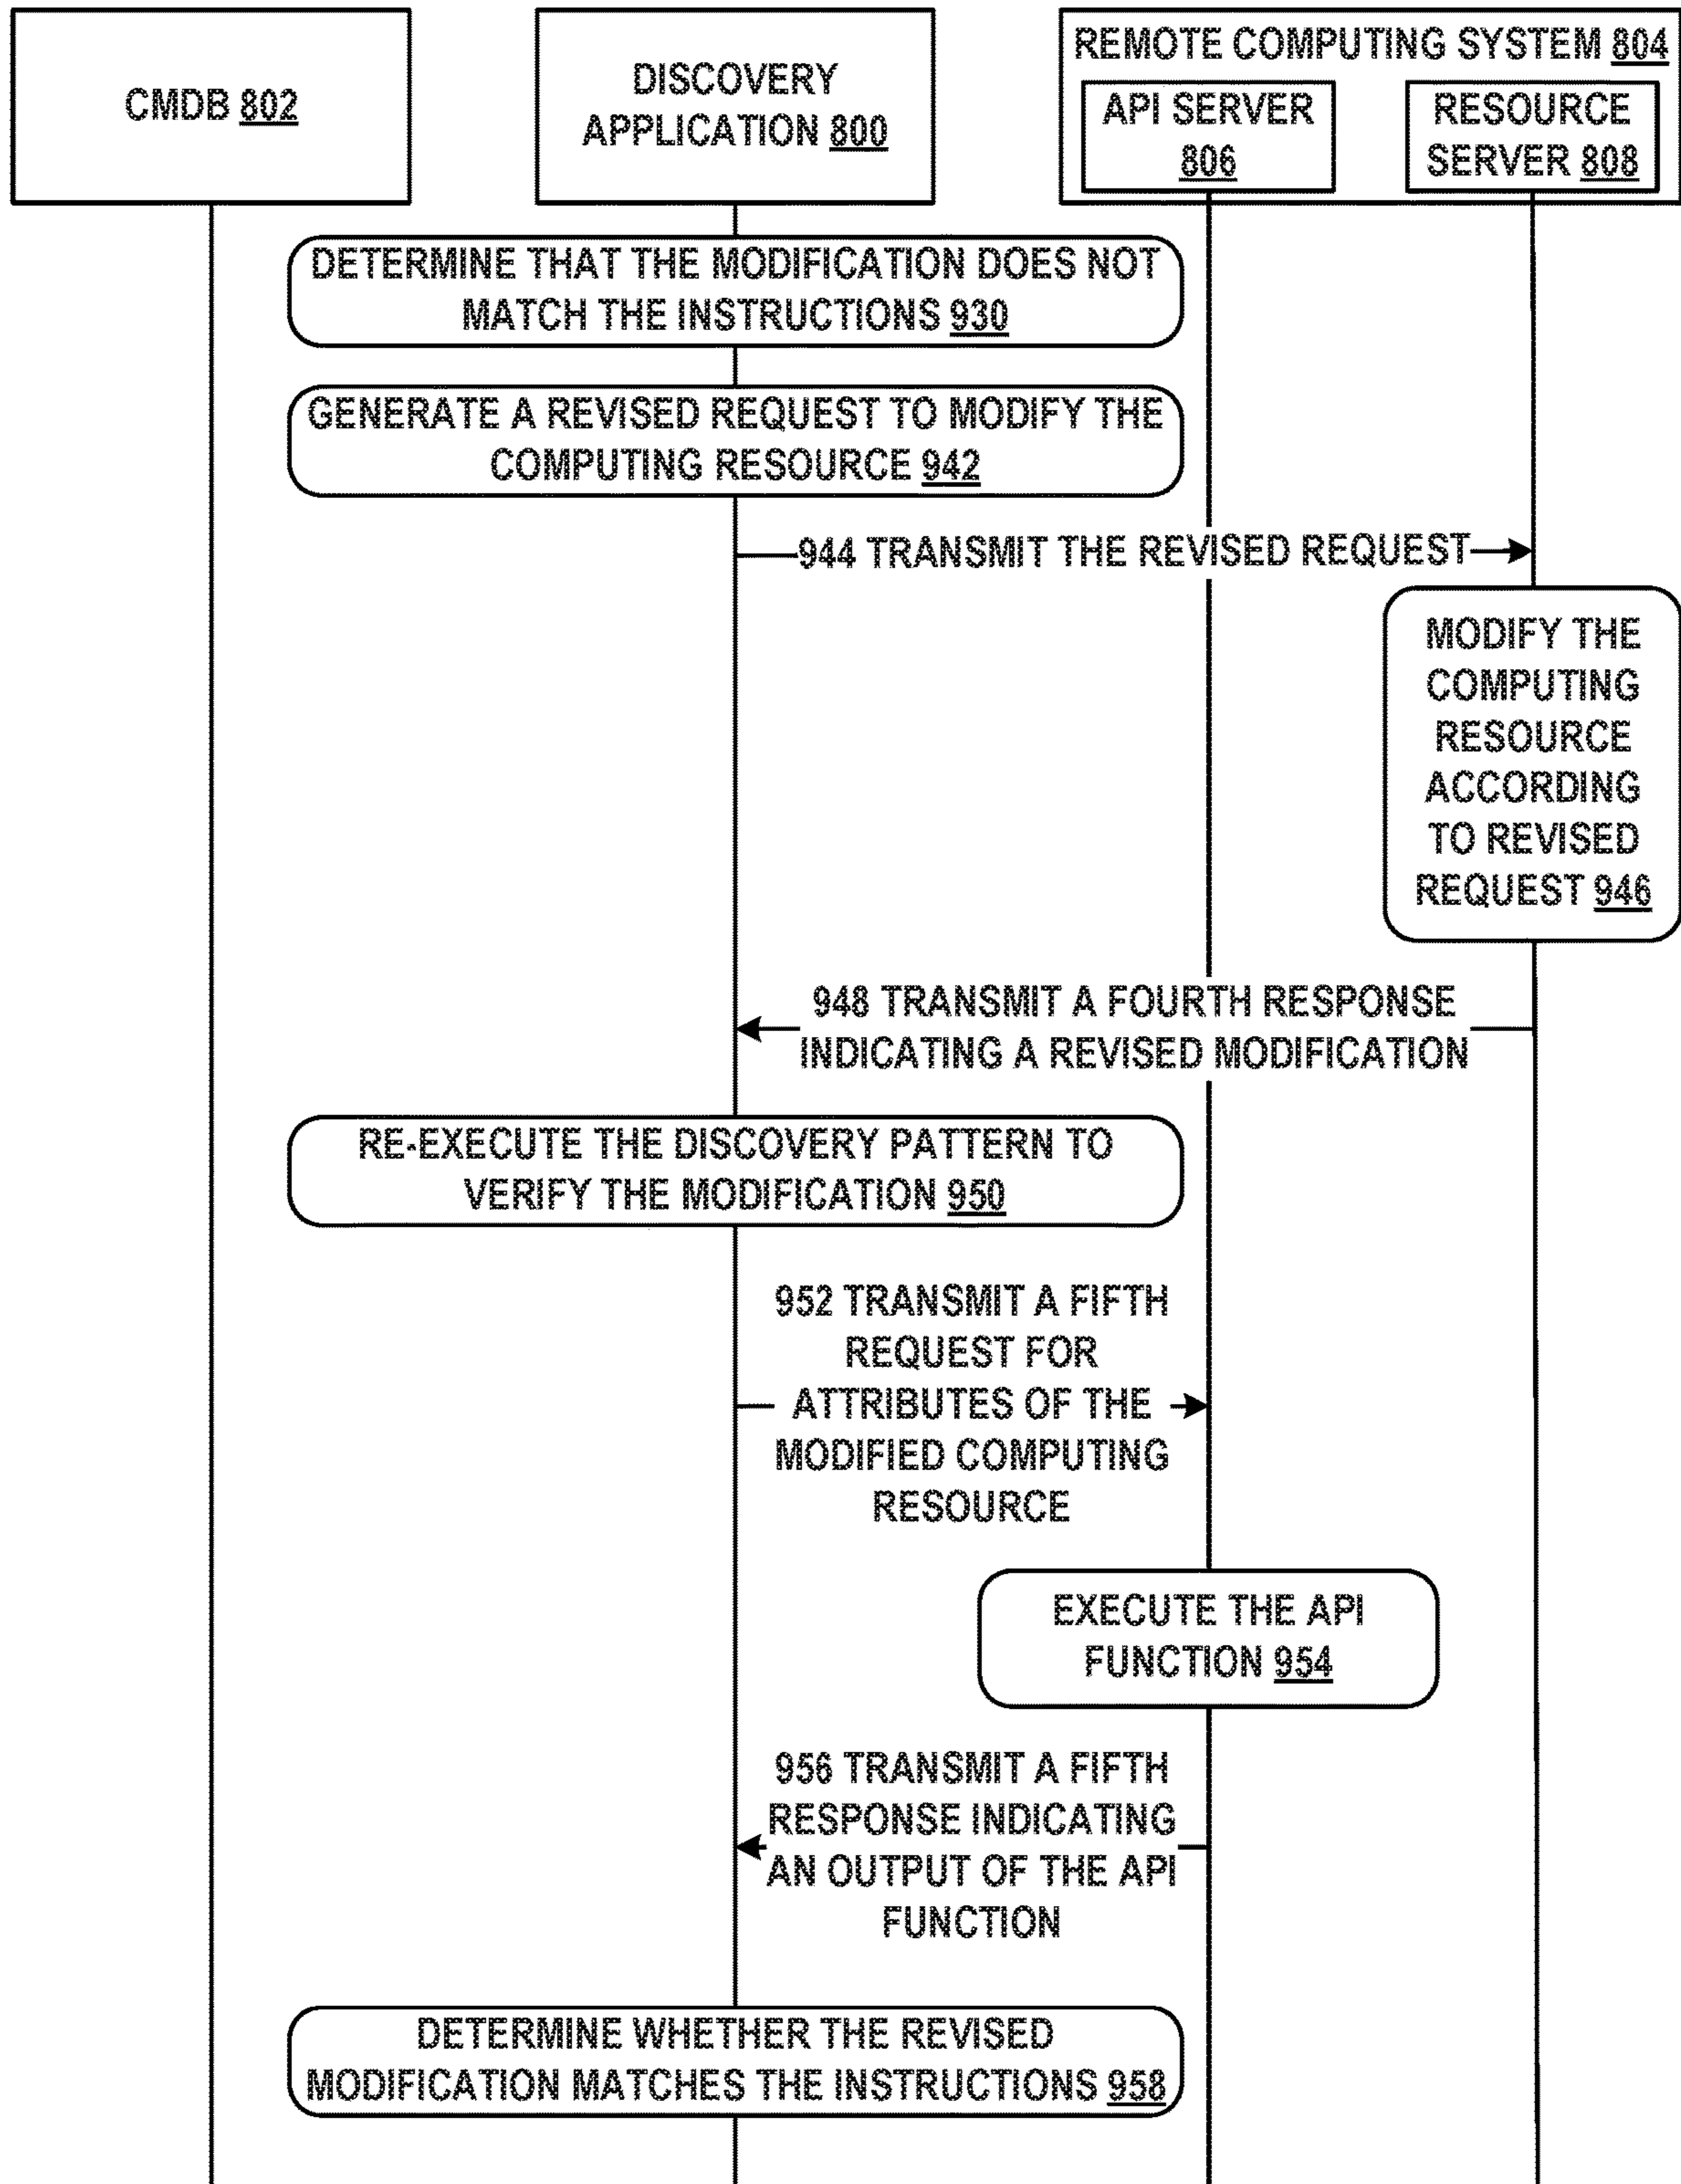 CMDB 802
DISCOVERY
APPLICATION 800
REMOTE COMPUTING SYSTEM 804
API SERVER
806
RESOURCE
SERVER 808
DETERMINE THAT THE MODIFICATION DOES NOT
MATCH THE INSTRUCTIONS 930
GENERATE A REVISED REQUEST TO MODIFY THE
COMPUTING RESOURCE 942
944 TRANSMIT THE REVISED REQUEST
MODIFY THE
COMPUTING
RESOURCE
ACCORDING
TO REVISED
REQUEST 946
948 TRANSMIT A FOURTH RESPONSE
INDICATING A REVISED MODIFICATION
RE-EXECUTE THE DISCOVERY PATTERN TO
VERIFY THE MODIFICATION 950
952 TRANSMIT A FIFTH
REQUEST FOR
ATTRIBUTES OF THE
MODIFIED COMPUTING
RESOURCE
EXECUTE THE API
FUNCTION 954
956 TRANSMIT A FIFTH
RESPONSE INDICATING
AN OUTPUT OF THE API
FUNCTION
DETERMINE WHETHER THE REVISED
MODIFICATION MATCHES THE INSTRUCTIONS 958